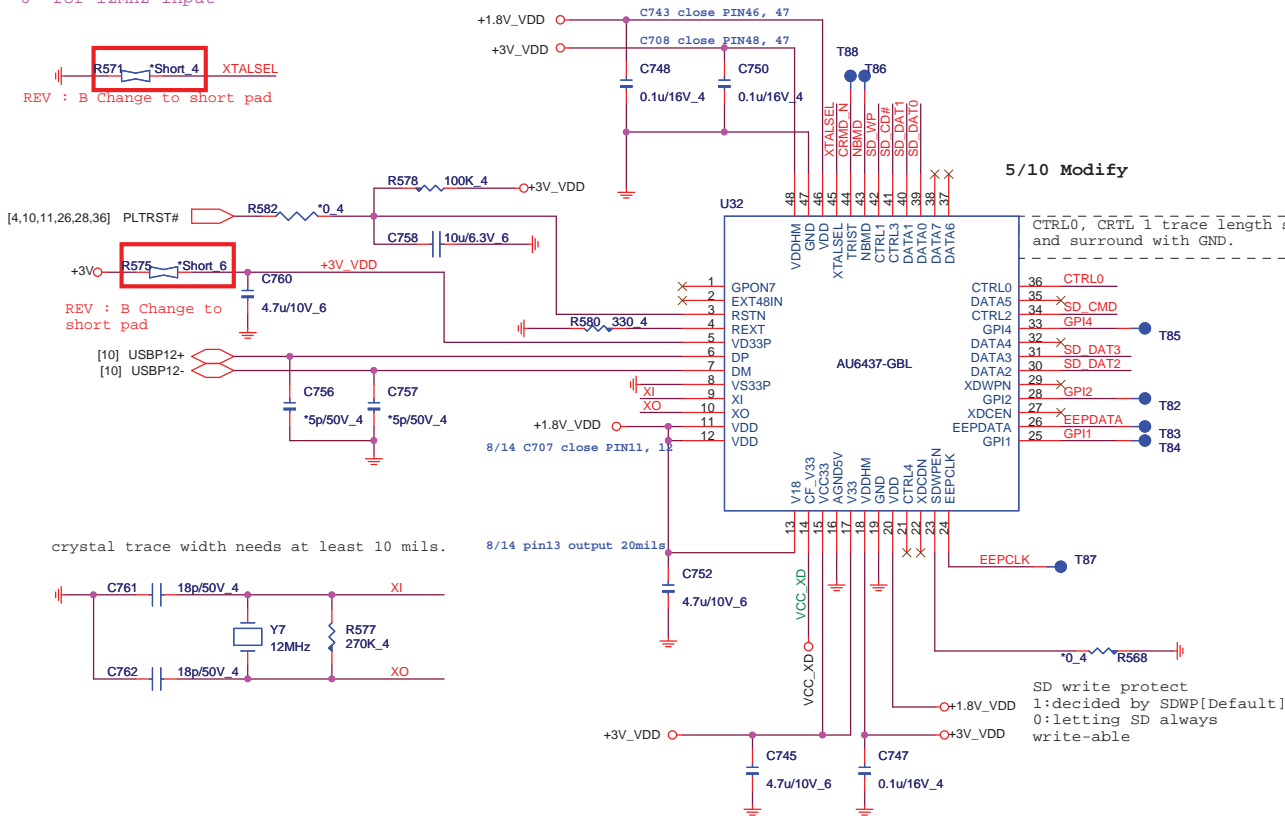 0 for 12MHz input
+1.8V_VDD
C743 close PIN46, 47
+3V_VDD
C708 close PIN48, 47
R571
*Short_4
XTALSEL
REV : B Change to short pad
C748
0.1u/16V_4
C750
0.1u/16V_4
T88
T86
XTALSEL
CRMD_N
NBMD
SD_WP
SD_CD#
SD_DAT1
SD_DAT0
5/10 Modify
R578
100K_4
+3V_VDD
[4,10,11,26,28,36]
PLTRST#
R582
*0_4
C758
10u/6.3V_6
U32
48
47
46
45
44
43
42
41
40
39
38
37
VDDHM
GND
VDD
XTALSEL
TRIST
NBMD
CTRL1
CTRL3
DATA1
DATA0
DATA7
DATA6
CTRL0, CRTL 1 trace length s
and surround with GND.
+3V
R575
*Short_6
+3V_VDD
C760
4.7u/10V_6
REV : B Change to
short pad
R580
330_4
[10] USBP12+
[10] USBP12-
C756
*5p/50V_4
C757
*5p/50V_4
XI
XO
+1.8V_VDD
8/14 C707 close PIN11, 12
1 GPON7
2 EXT48IN
3 RSTN
4 REXT
5 VD33P
6 DP
7 DM
8 VS33P
9 XI
10 XO
11 VDD
12 VDD
AU6437-GBL
CTRL0 36 CTRL0
DATA5 35
CTRL2 34 SD_CMD
GPI4 33 GPI4 T85
DATA4 32
DATA3 31 SD_DAT3
DATA2 30 SD_DAT2
XDWPN 29
GPI2 28 GPI2 T82
XDCEN 27
EEPDATA 26 EEPDATA T83
GPI1 25 GPI1 T84
V18
CF_V33
VCC33
AGND5V
V33
VDDHM
GND
VDD
CTRL4
XDCDN
SDWPEN
EEPCLK
13
14
15
16
17
18
19
20
21
22
23
24
8/14 pin13 output 20mils
C752
4.7u/10V_6
VCC_XD
VCC_XD
EEPCLK
T87
crystal trace width needs at least 10 mils.
C761
18p/50V_4
XI
Y7
12MHz
R577
270K_4
C762
18p/50V_4
XO
*0_4
R568
SD write protect
1:decided by SDWP[Default]
0:letting SD always
write-able
+1.8V_VDD
+3V_VDD
+3V_VDD
C745
4.7u/10V_6
C747
0.1u/16V_4